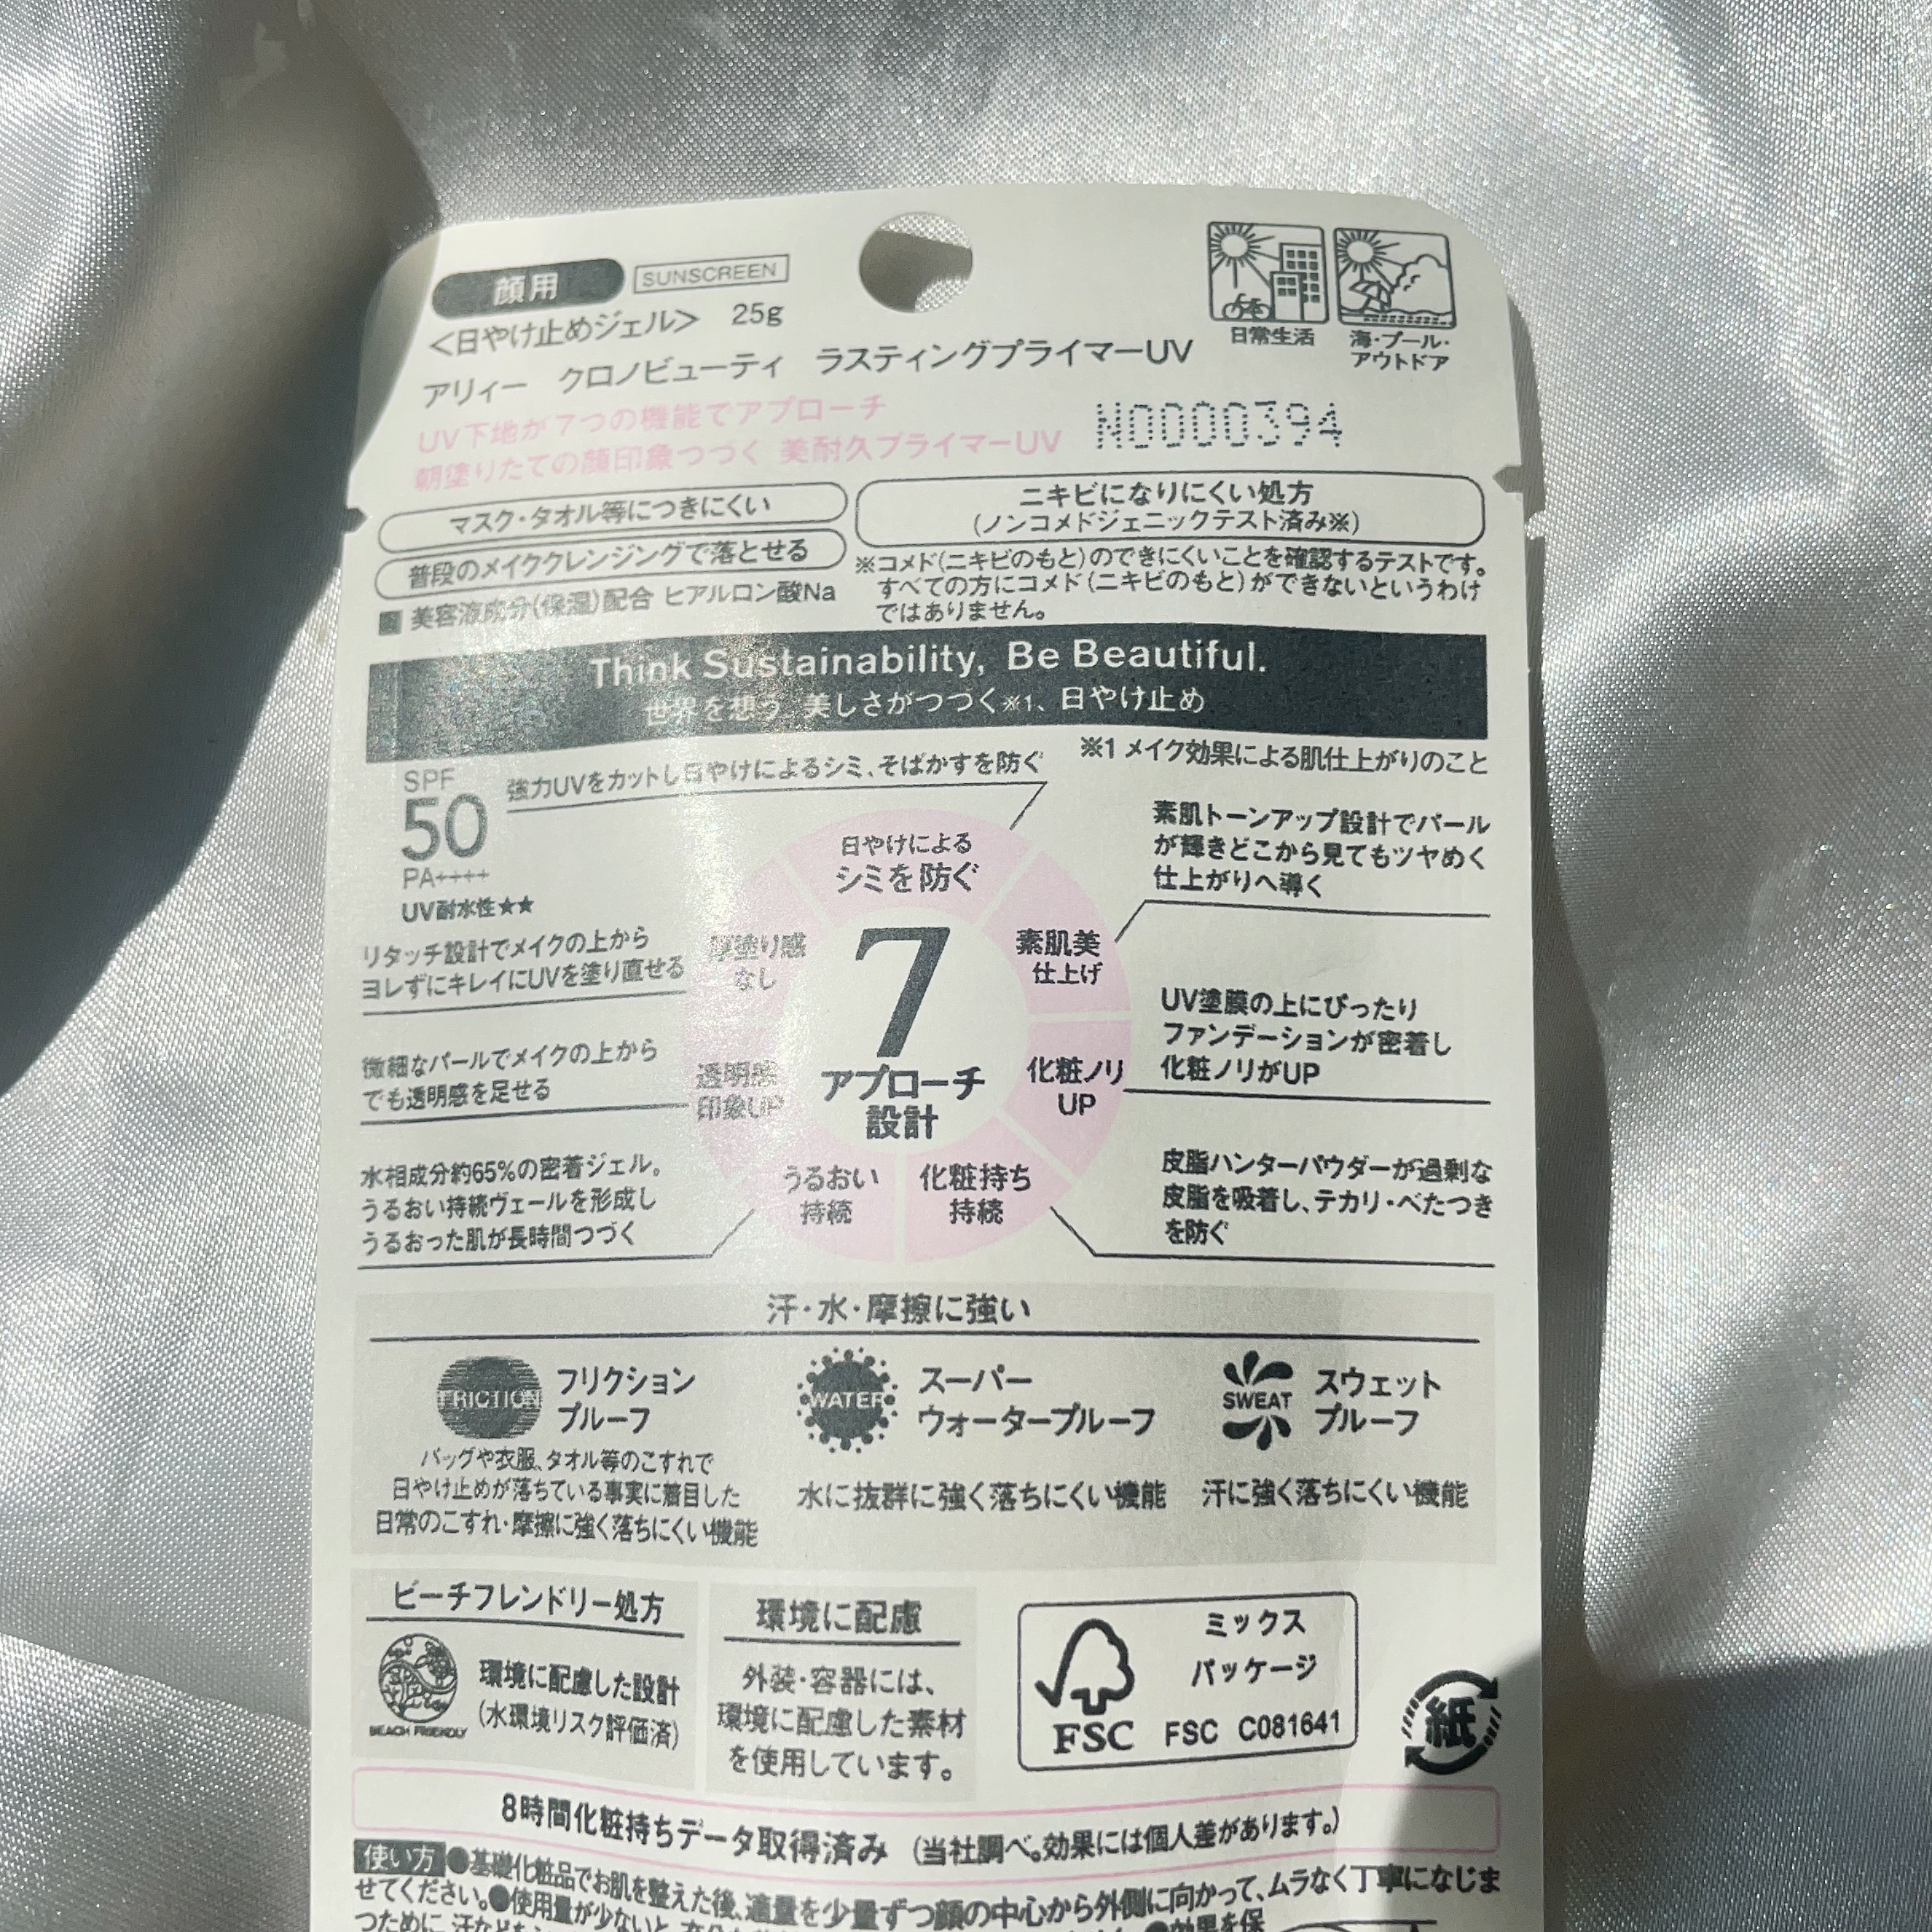 顔用 SUNSCREEN
<日やけ止めジェル> 25g
アリィー クロノビューティ ラスティングプライマーUV
日常生活
海・プール・
アウトドア
UV下地が7つの機能でアプローチ
朝塗りたての顔印象つづく 美耐久プライマーUV
N0000394
マスク・タオル等につきにくい
普段のメイククレンジングで落とせる
美容液成分(保湿)配合 ヒアルロン酸Na
ニキビになりにくい処方
(ノンコメドジェニックテスト済み※)
※コメド(ニキビのもと)のできにくいことを確認するテストです。
すべての方にコメド(ニキビのもと)ができないというわけ
ではありません。
Think Sustainability, Be Beautiful.
世界を想う 美しさがつづく※1、日やけ止め
※1 メイク効果による肌仕上がりのこと
SPF
50
PA++++
UV耐水性★★
強力UVをカットし日やけによるシミ、そばかすを防ぐ
日やけによる
シミを防ぐ
素肌トーンアップ設計でパール
が輝きどこから見てもツヤめく
仕上がりへ導く
素肌美
仕上げ
リタッチ設計でメイクの上から
ヨレずにキレイにUVを塗り直せる
厚塗り感
なし
7
アプローチ
設計
UV塗膜の上にぴったり
ファンデーションが密着し
化粧ノリがUP
化粧ノリ
UP
微細なパールでメイクの上から
でも透明感を足せる
透明感
印象UP
水相成分約65%の密着ジェル。
うるおい持続ヴェールを形成し
うるおった肌が長時間つづく
うるおい
持続
化粧持ち
持続
皮脂ハンターパウダーが過剰な
皮脂を吸着し、テカリ・べたつき
を防ぐ
汗・水・摩擦に強い
FRICTION
フリクション
プルーフ
バッグや衣服、タオル等のこすれで
日やけ止めが落ちている事実に着目した
日常のこすれ・摩擦に強く落ちにくい機能
WATER
スーパー
ウォータープルーフ
水に抜群に強く落ちにくい機能
SWEAT
スウェット
プルーフ
汗に強く落ちにくい機能
ビーチフレンドリー処方
BEACH FRIENDLY
環境に配慮した設計
(水環境リスク評価済)
環境に配慮
外装・容器には、
環境に配慮した素材
を使用しています。
FSC
ミックス
パッケージ
FSC C081641
紙
8時間化粧持ちデータ取得済み (当社調べ。効果には個人差があります。)
使い方 ●基礎化粧品でお肌を整えた後、適量を少量ずつ顔の中心から外側に向かって、ムラなく丁寧になじま
せてください。●使用量が少ないと ●効果を保
つために、汗など